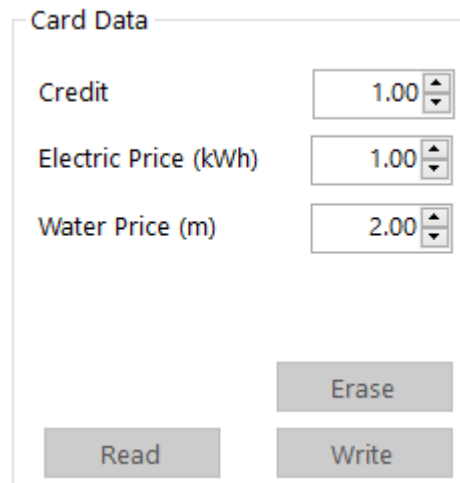 Card Data
Credit 1.00
Electric Price (kWh) 1.00
Water Price (m) 2.00
Erase
Read Write